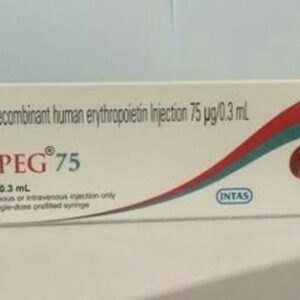 ecombinant human erythropoietin Injection 75 µg/0.3 mL
PEG® 75
0.3 mL
ous or intravenous injection only
gle-dose prefilled syringe
INTAS